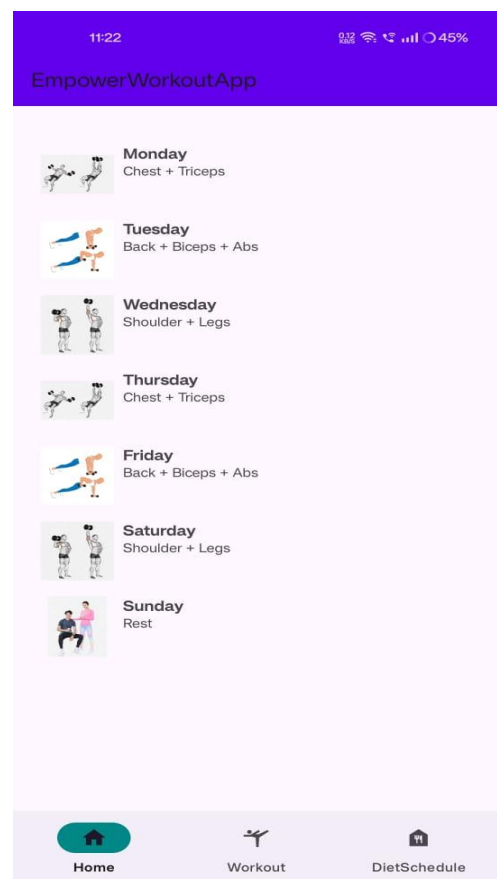 11:22
0.12 KB/S 45%
EmpowerWorkoutApp
Monday
Chest + Triceps
Tuesday
Back + Biceps + Abs
Wednesday
Shoulder + Legs
Thursday
Chest + Triceps
Friday
Back + Biceps + Abs
Saturday
Shoulder + Legs
Sunday
Rest
Home Workout DietSchedule